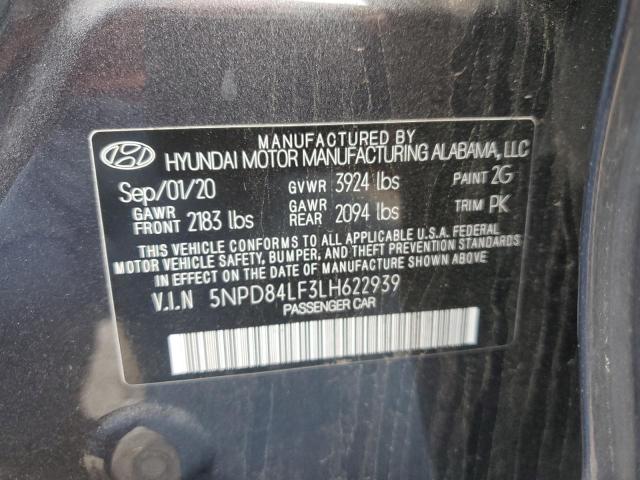 MANUFACTURED BY
HYUNDAI MOTOR MANUFACTURING ALABAMA, LLC
Sep/01/20 GVWR 3924 lbs PAINT 2G
GAWR FRONT 2183 lbs GAWR REAR 2094 lbs TRIM PK
THIS VEHICLE CONFORMS TO ALL APPLICABLE U.S.A. FEDERAL
MOTOR VEHICLE SAFETY, BUMPER, AND THEFT PREVENTION STANDARDS
IN EFFECT ON THE DATE OF MANUFACTURE SHOWN ABOVE.
V.I.N 5NPD84LF3LH622939
PASSENGER CAR